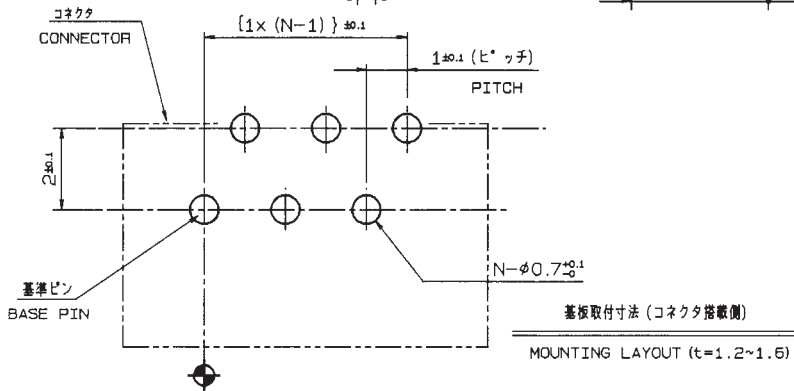 コネクタ
CONNECTOR
{1x (N-1) } ±0.1
1±0.1 (ピッチ)
PITCH
2±0.1
N-Φ0.7+0.1 -0
基準ピン
BASE PIN
基板取付寸法 (コネクタ搭載側)
MOUNTING LAYOUT (t=1.2~1.6)